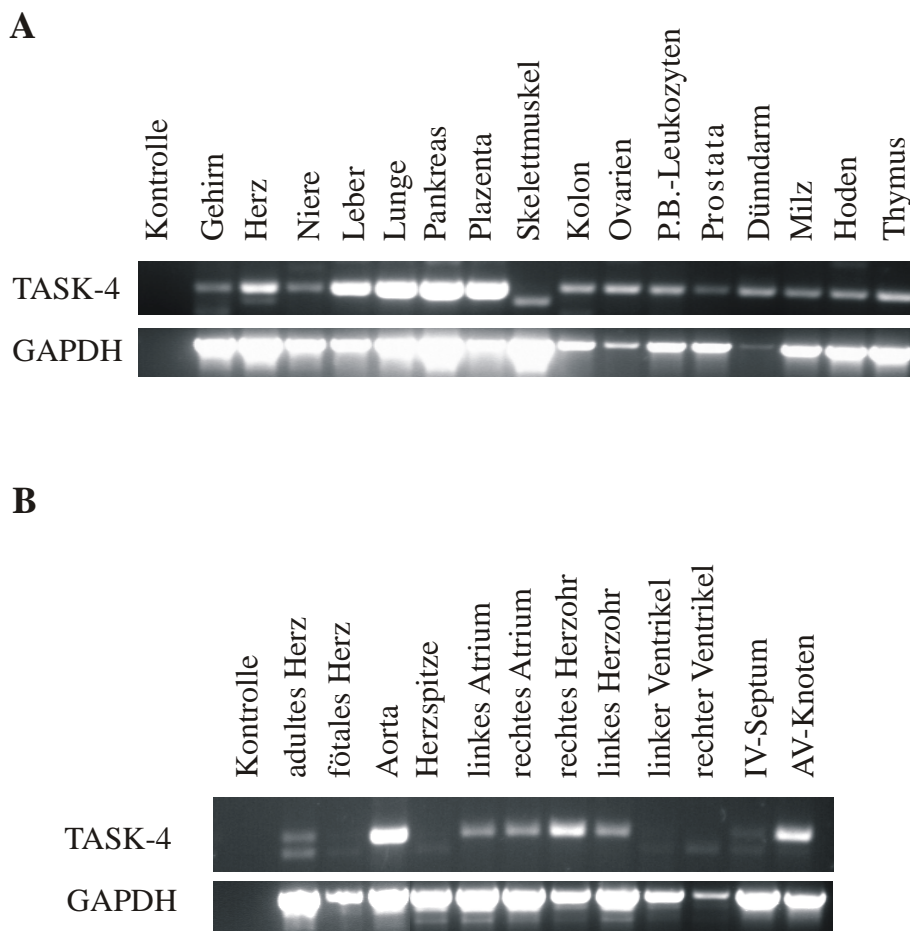 A
Kontrolle
Gehirn
Herz
Niere
Leber
Lunge
Pankreas
Plazenta
Skelettmuskel
Kolon
Ovarien
P.B.-Leukozyten
Prostata
Dünndarm
Milz
Hoden
Thymus
TASK-4
GAPDH
B
Kontrolle
adultes Herz
fötales Herz
Aorta
Herzspitze
linkes Atrium
rechtes Atrium
rechtes Herzohr
linkes Herzohr
linker Ventrikel
rechter Ventrikel
IV-Septum
AV-Knoten
TASK-4
GAPDH